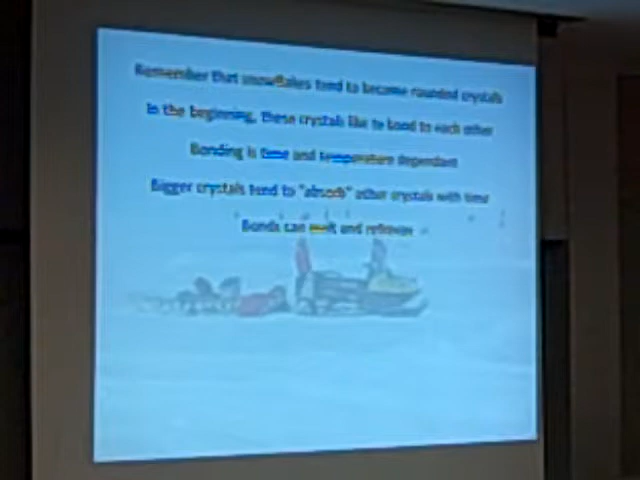 Remember that snowflakes tend to become rounded crystals
In the beginning, these crystals like to bond to each other
Bonding is time and temperature dependant
Bigger crystals tend to "absorb" other crystals with time
Bonds can melt and refreeze